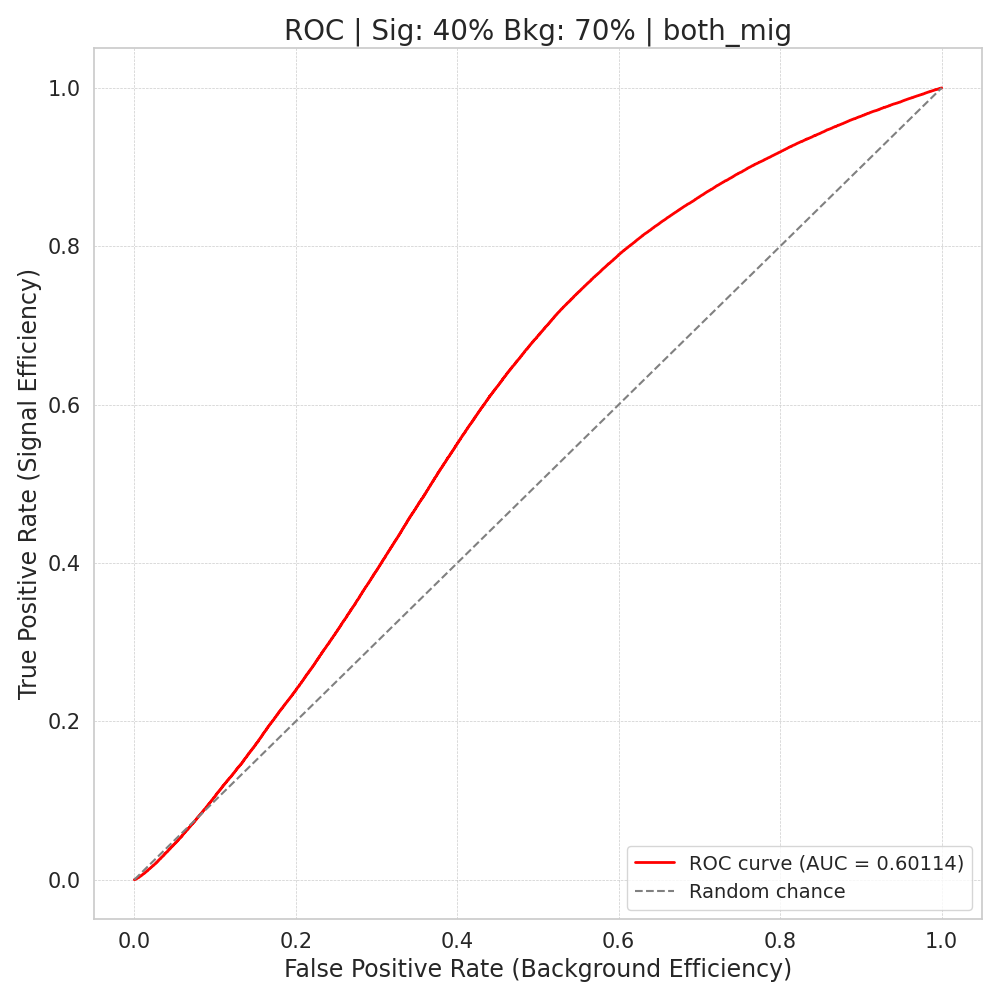 ROC | Sig: 40% Bkg: 70% | both_mig
True Positive Rate (Signal Efficiency)
1.0
0.8
0.6
0.4
0.2
0.0
ROC curve (AUC = 0.60114)
Random chance
0.0 0.2 0.4 0.6 0.8 1.0
False Positive Rate (Background Efficiency)